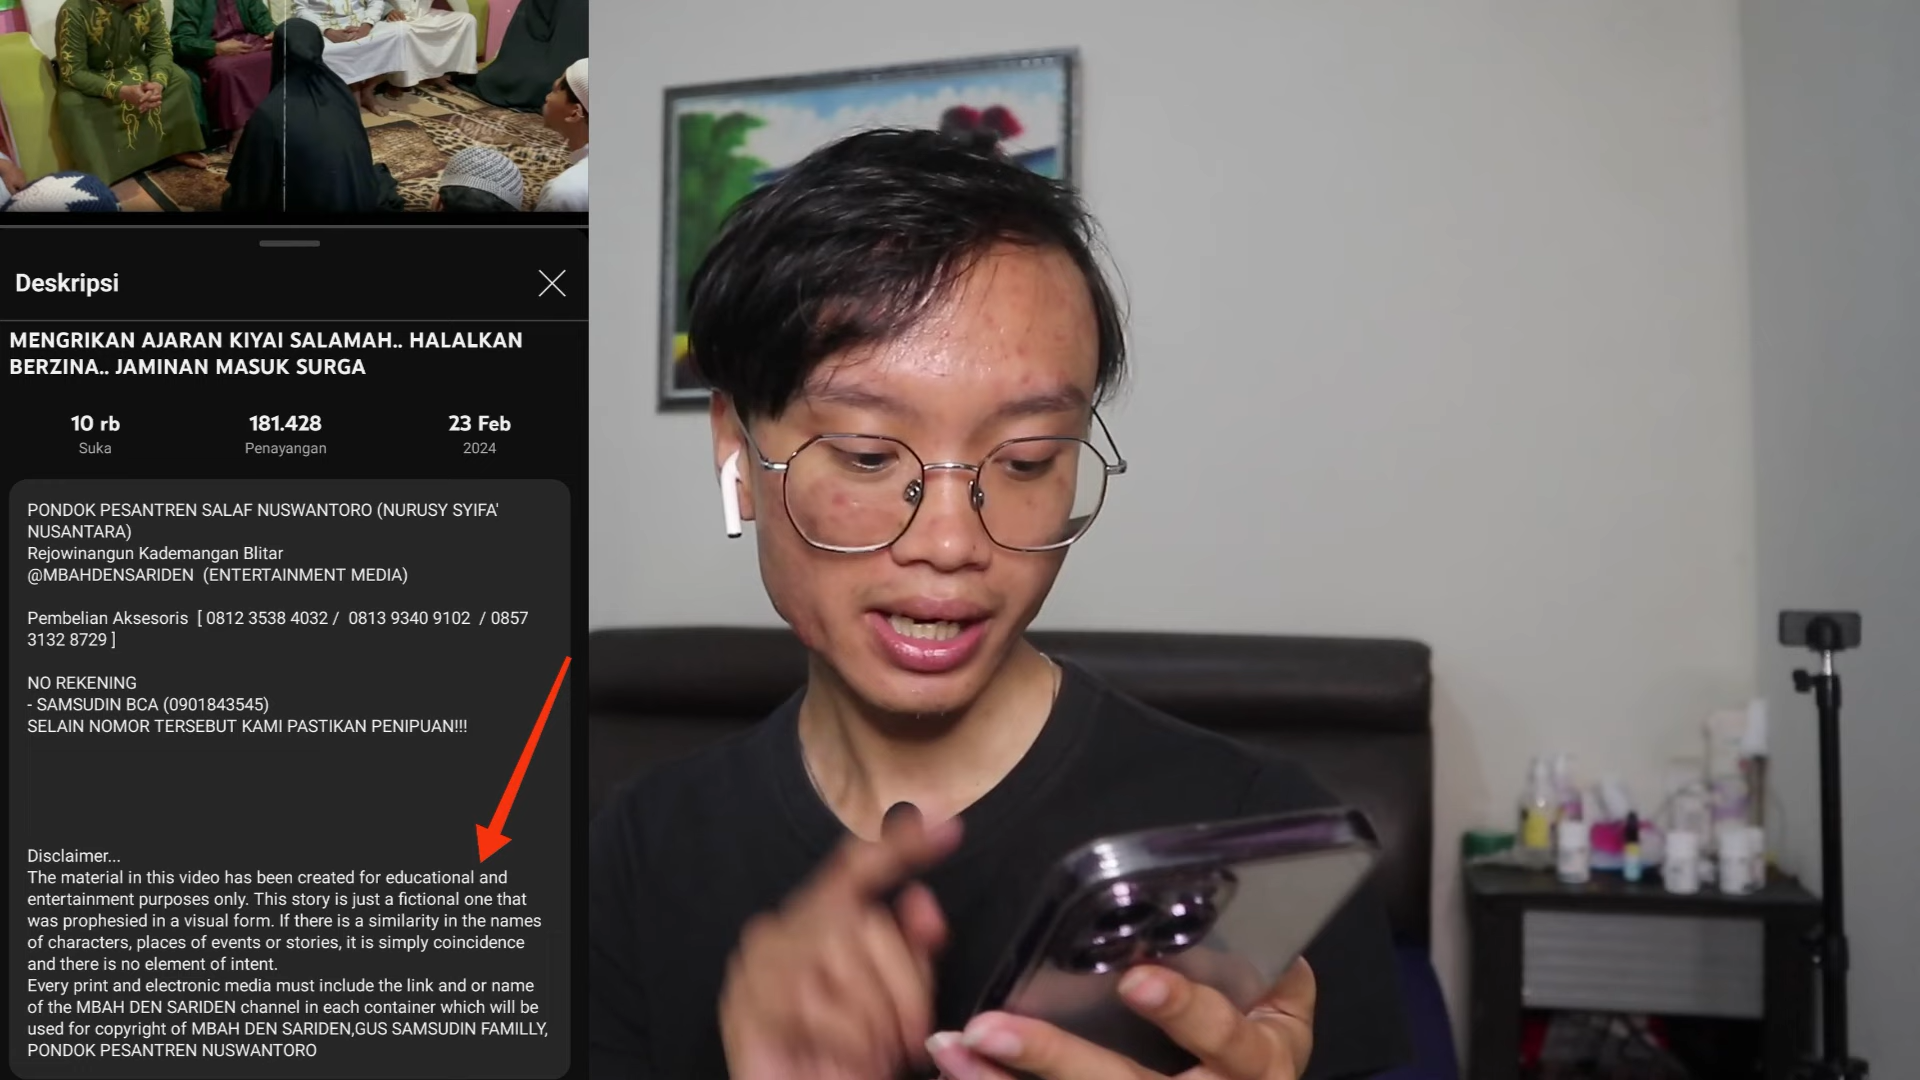 Deskripsi
MENGRIKAN AJARAN KIYAI SALAMAH.. HALALKAN
BERZINA.. JAMINAN MASUK SURGA
10 rb 181.428 23 Feb
Suka Penayangan 2024
PONDOK PESANTREN SALAF NUSWANTORO (NURUSY SYIFA'
NUSANTARA)
Rejowinangun Kademangan Blitar
@MBAHDENSARIDEN (ENTERTAINMENT MEDIA)
Pembelian Aksesoris [ 0812 3538 4032 / 0813 9340 9102 / 0857
3132 8729 ]
NO REKENING
- SAMSUDIN BCA (0901843545)
SELAIN NOMOR TERSEBUT KAMI PASTIKAN PENIPUAN!!!
Disclaimer...
The material in this video has been created for educational and
entertainment purposes only. This story is just a fictional one that
was prophesied in a visual form. If there is a similarity in the names
of characters, places of events or stories, it is simply coincidence
and there is no element of intent.
Every print and electronic media must include the link and or name
of the MBAH DEN SARIDEN channel in each container which will be
used for copyright of MBAH DEN SARIDEN,GUS SAMSUDIN FAMILLY,
PONDOK PESANTREN NUSWANTORO